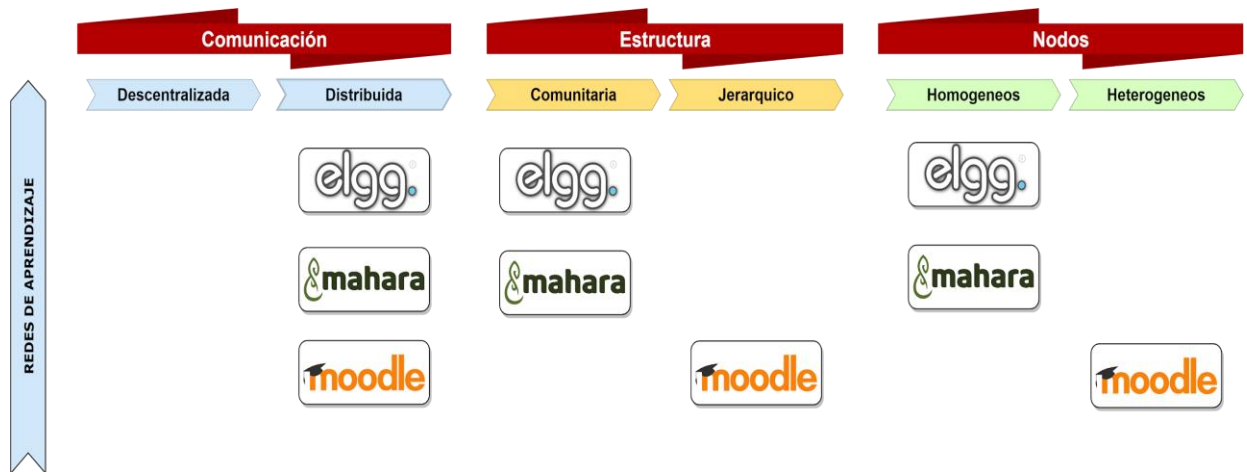 Comunicación
Estructura
Nodos
Descentralizada
Distribuida
Comunitaria
Jerarquico
Homogeneos
Heterogeneos
REDES DE APRENDIZAJE
elgg.
elgg.
elgg.
mahara
mahara
mahara
moodle
moodle
moodle